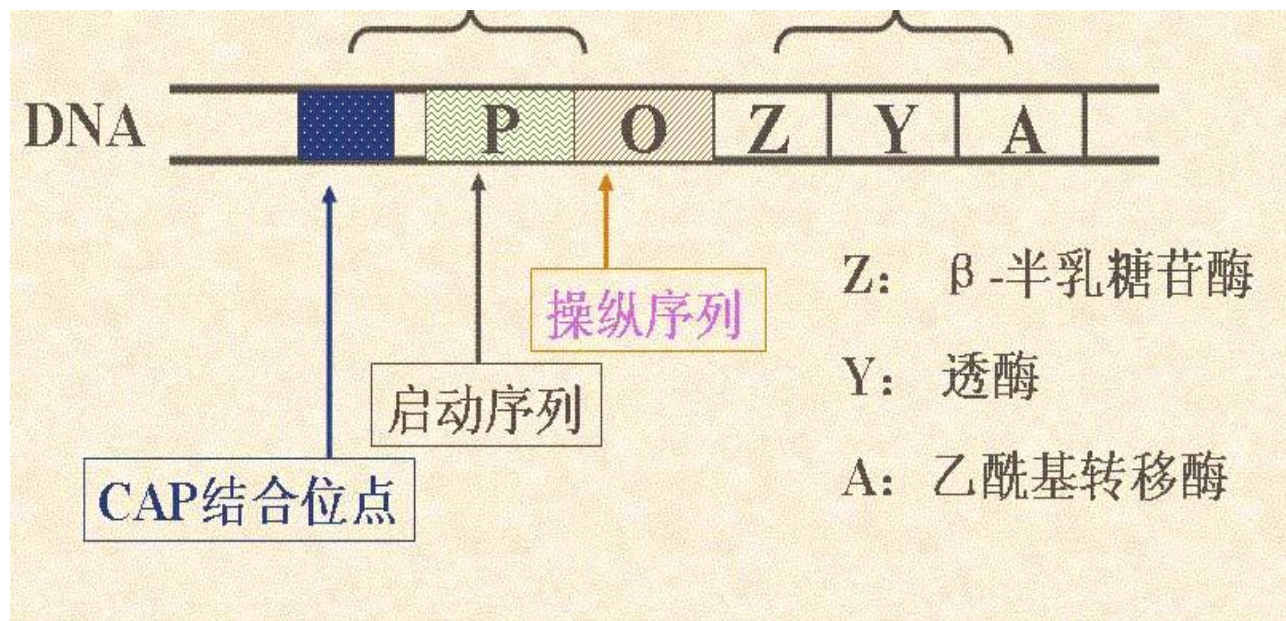 DNA P O Z Y A
操纵序列
启动序列
CAP结合位点
Z： β-半乳糖苷酶
Y： 透酶
A： 乙酰基转移酶